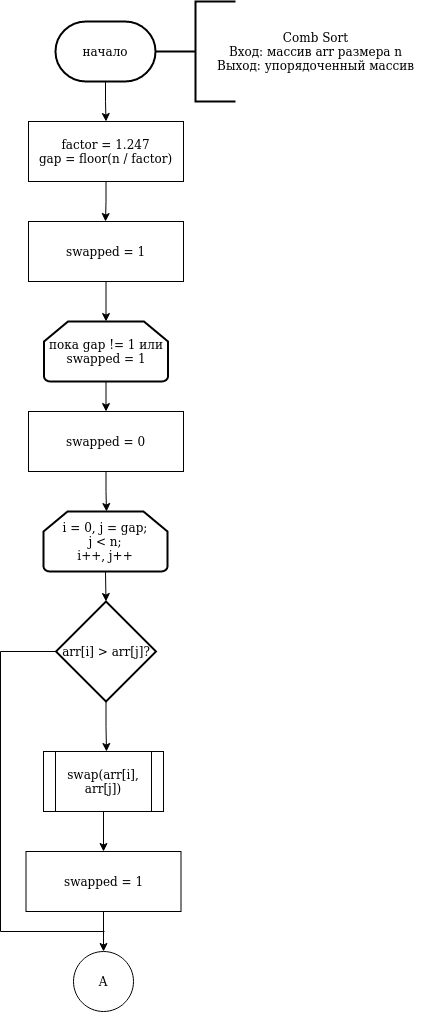 начало
Comb Sort
Вход: массив arr размера n
Выход: упорядоченный массив
factor = 1.247
gap = floor(n / factor)
swapped = 1
пока gap != 1 или
swapped = 1
swapped = 0
i = 0, j = gap;
j < n;
i++, j++
arr[i] > arr[j]?
swap(arr[i],
arr[j])
swapped = 1
A